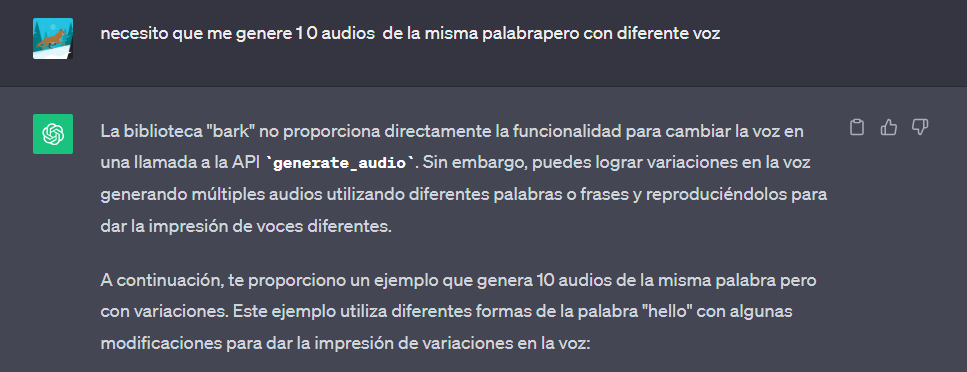 necesito que me genere 10 audios de la misma palabrapero con diferente voz
La biblioteca "bark" no proporciona directamente la funcionalidad para cambiar la voz en
una llamada a la API `generate_audio`. Sin embargo, puedes lograr variaciones en la voz
generando múltiples audios utilizando diferentes palabras o frases y reproduciéndolos para
dar la impresión de voces diferentes.
A continuación, te proporciono un ejemplo que genera 10 audios de la misma palabra pero
con variaciones. Este ejemplo utiliza diferentes formas de la palabra "hello" con algunas
modificaciones para dar la impresión de variaciones en la voz: